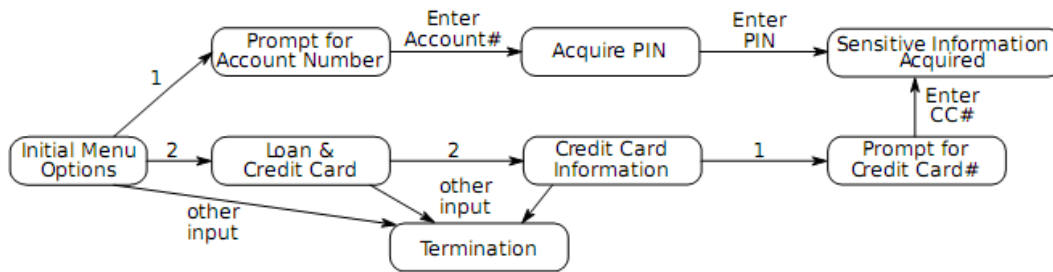 Prompt for
Account Number
Enter
Account#
Acquire PIN
Enter
PIN
Sensitive Information
Acquired
1
Enter
CC#
Initial Menu
Options
2
Loan &
Credit Card
2
Credit Card
Information
1
Prompt for
Credit Card#
other
input
other
input
Termination